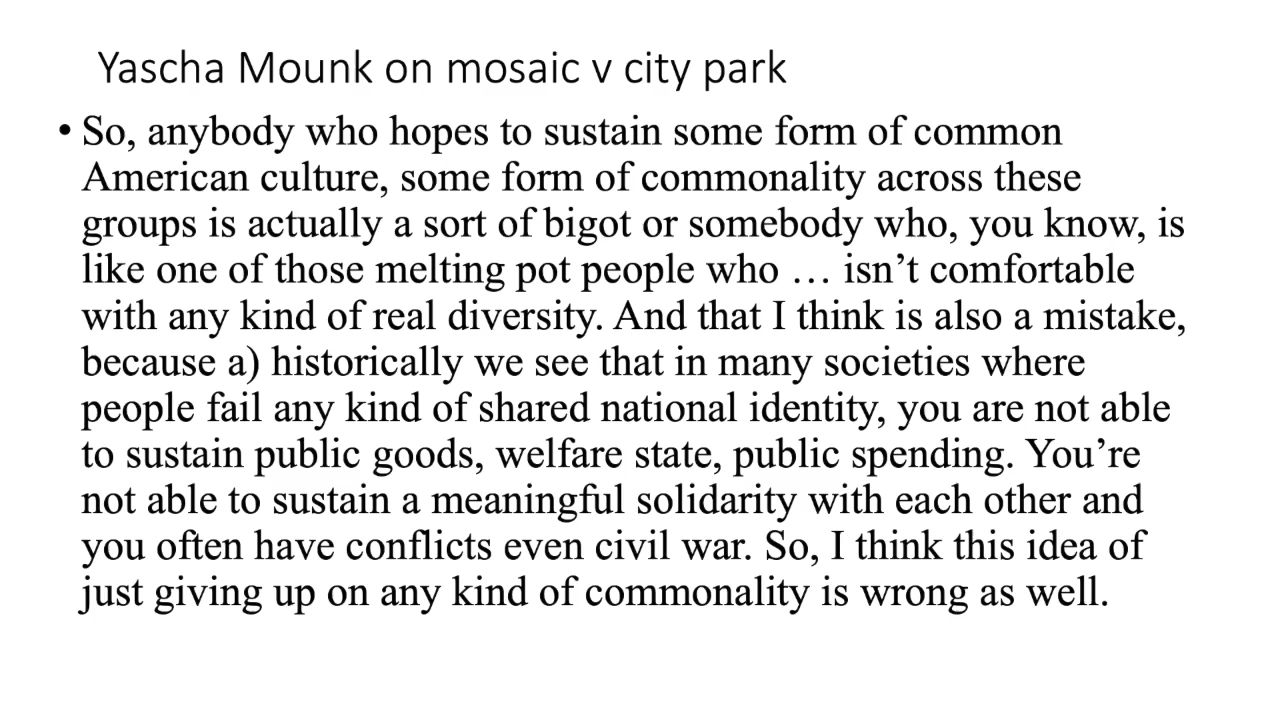 Yascha Mounk on mosaic v city park
• So, anybody who hopes to sustain some form of common
American culture, some form of commonality across these
groups is actually a sort of bigot or somebody who, you know, is
like one of those melting pot people who … isn’t comfortable
with any kind of real diversity. And that I think is also a mistake,
because a) historically we see that in many societies where
people fail any kind of shared national identity, you are not able
to sustain public goods, welfare state, public spending. You’re
not able to sustain a meaningful solidarity with each other and
you often have conflicts even civil war. So, I think this idea of
just giving up on any kind of commonality is wrong as well.